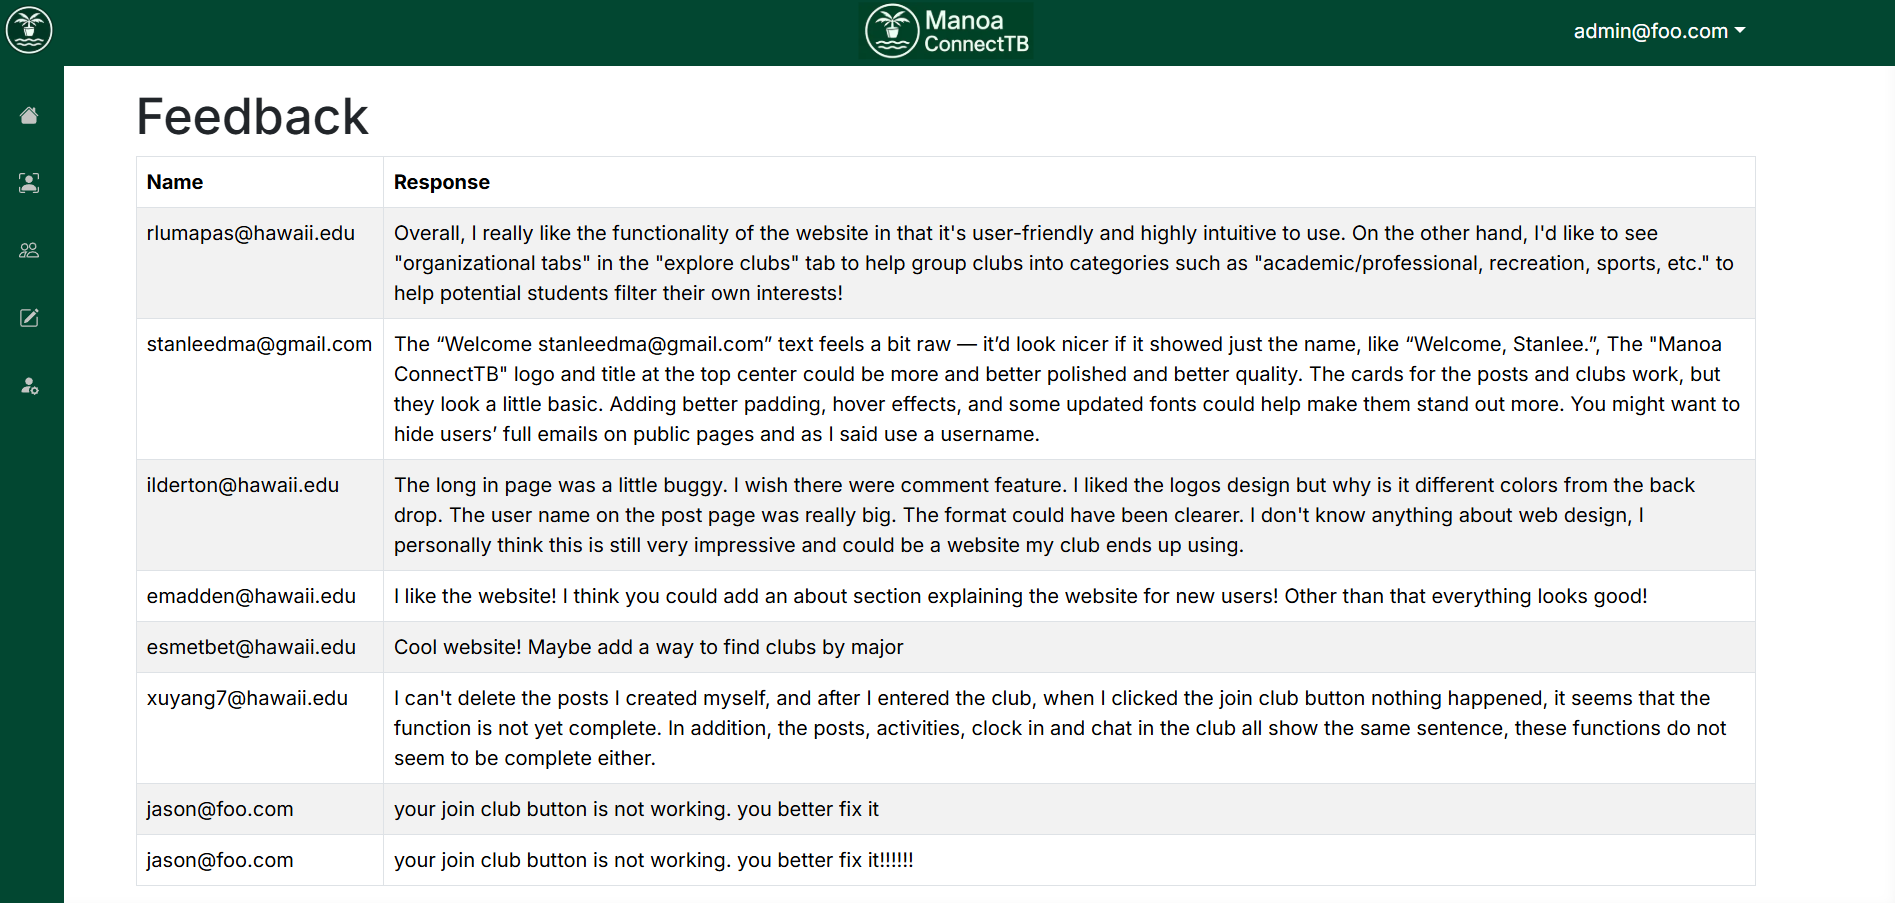 Manoa
ConnectTB
admin@foo.com
Feedback
Name Response
rlumapas@hawaii.edu Overall, I really like the functionality of the website in that it's user-friendly and highly intuitive to use. On the other hand, I'd like to see
"organizational tabs" in the "explore clubs" tab to help group clubs into categories such as "academic/professional, recreation, sports, etc." to
help potential students filter their own interests!
stanleedma@gmail.com The “Welcome stanleedma@gmail.com” text feels a bit raw — it’d look nicer if it showed just the name, like “Welcome, Stanlee.”, The "Manoa
ConnectTB" logo and title at the top center could be more and better polished and better quality. The cards for the posts and clubs work, but
they look a little basic. Adding better padding, hover effects, and some updated fonts could help make them stand out more. You might want to
hide users’ full emails on public pages and as I said use a username.
ilderton@hawaii.edu The long in page was a little buggy. I wish there were comment feature. I liked the logos design but why is it different colors from the back
drop. The user name on the post page was really big. The format could have been clearer. I don't know anything about web design, I
personally think this is still very impressive and could be a website my club ends up using.
emadden@hawaii.edu I like the website! I think you could add an about section explaining the website for new users! Other than that everything looks good!
esmetbet@hawaii.edu Cool website! Maybe add a way to find clubs by major
xuyang7@hawaii.edu I can't delete the posts I created myself, and after I entered the club, when I clicked the join club button nothing happened, it seems that the
function is not yet complete. In addition, the posts, activities, clock in and chat in the club all show the same sentence, these functions do not
seem to be complete either.
jason@foo.com your join club button is not working. you better fix it
jason@foo.com your join club button is not working. you better fix it!!!!!!